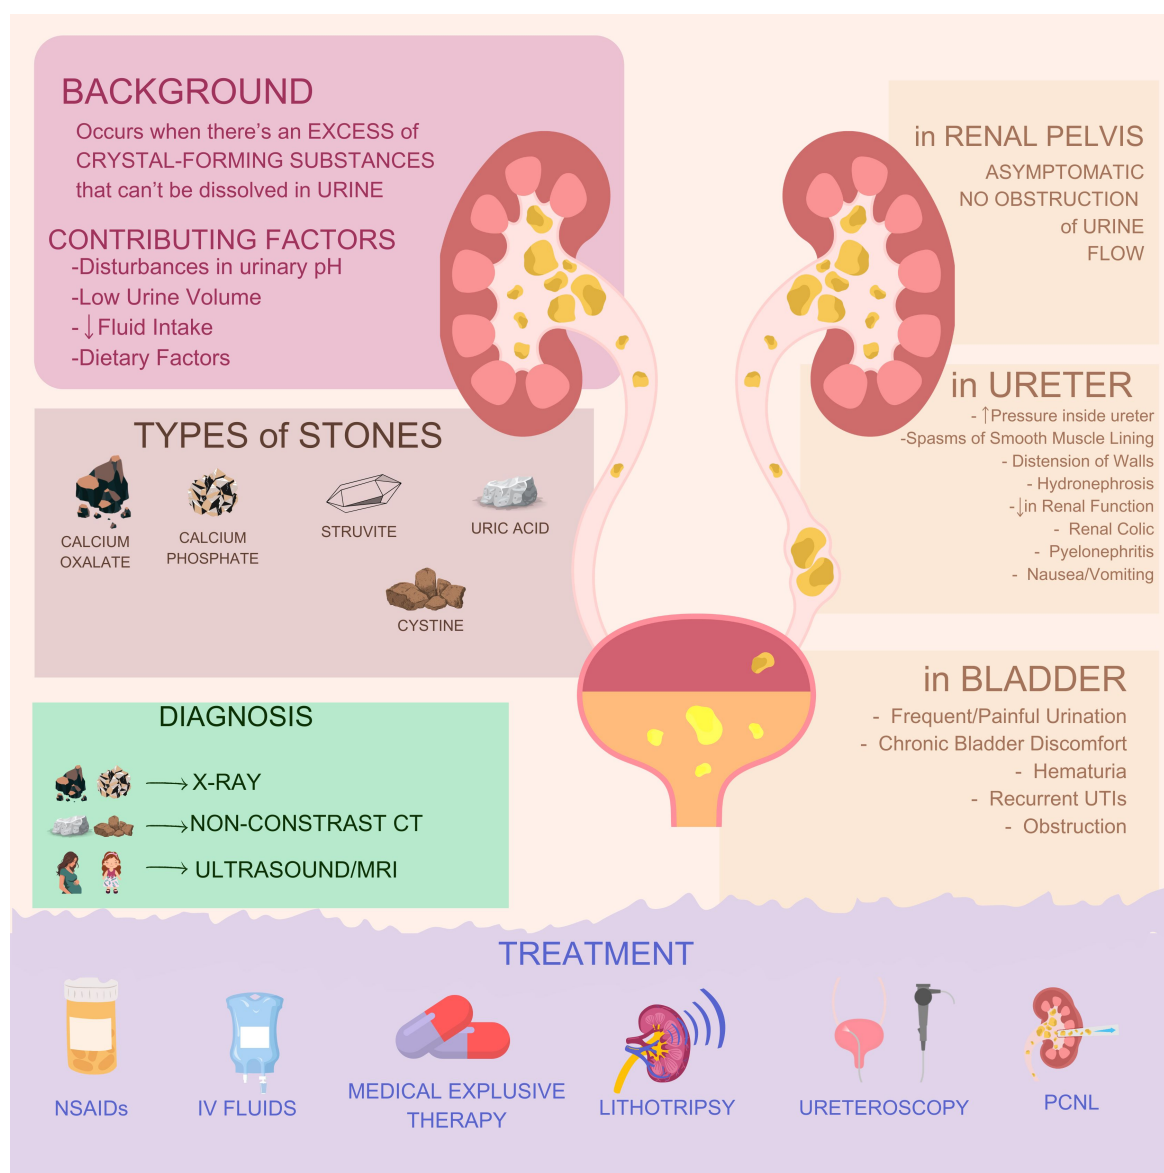 BACKGROUND
Occurs when there's an EXCESS of
CRYSTAL-FORMING SUBSTANCES
that can't be dissolved in URINE
CONTRIBUTING FACTORS
-Disturbances in urinary pH
-Low Urine Volume
- ↓Fluid Intake
-Dietary Factors
in RENAL PELVIS
ASYMPTOMATIC
NO OBSTRUCTION
of URINE
FLOW
in URETER
- ↑Pressure inside ureter
-Spasms of Smooth Muscle Lining
- Distension of Walls
- Hydronephrosis
-↓in Renal Function
- Renal Colic
- Pyelonephritis
- Nausea/Vomiting
TYPES of STONES
CALCIUM
OXALATE
CALCIUM
PHOSPHATE
STRUVITE
URIC ACID
CYSTINE
in BLADDER
- Frequent/Painful Urination
- Chronic Bladder Discomfort
- Hematuria
- Recurrent UTIs
- Obstruction
DIAGNOSIS
→X-RAY
→NON-CONSTRAST CT
→ULTRASOUND/MRI
TREATMENT
NSAIDs
IV FLUIDS
MEDICAL EXPLUSIVE
THERAPY
LITHOTRIPSY
URETEROSCOPY
PCNL